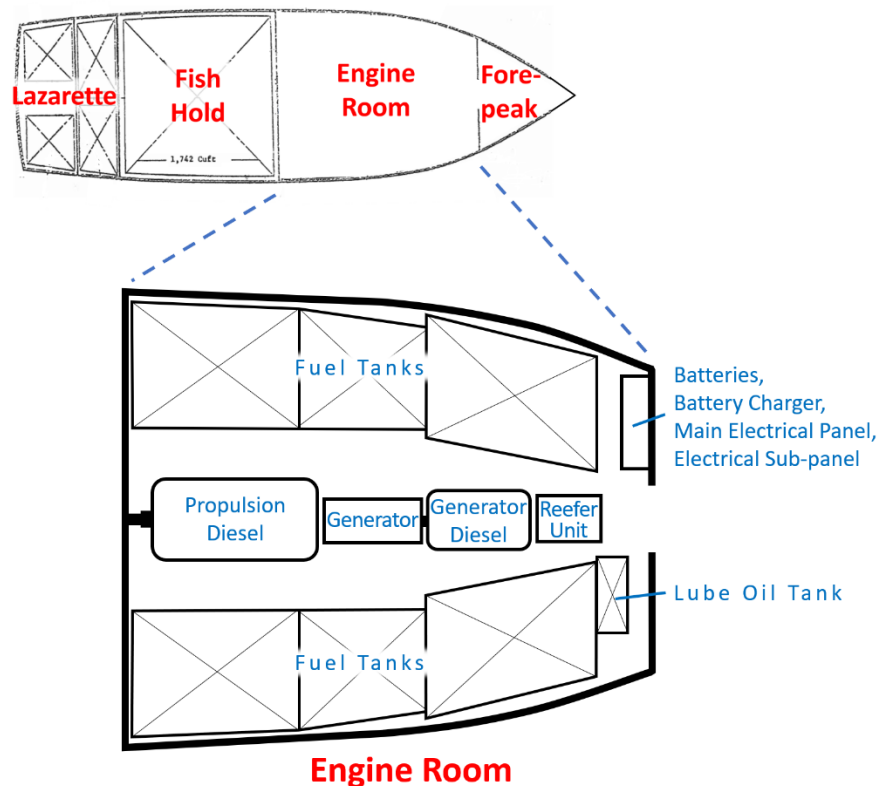 Lazarette
Fish
Hold
Engine
Room
Fore-
peak
1,742 Cuft
Fuel Tanks
Batteries,
Battery Charger,
Main Electrical Panel,
Electrical Sub-panel
Propulsion
Diesel
Generator
Generator
Diesel
Reefer
Unit
Lube Oil Tank
Fuel Tanks
Engine Room